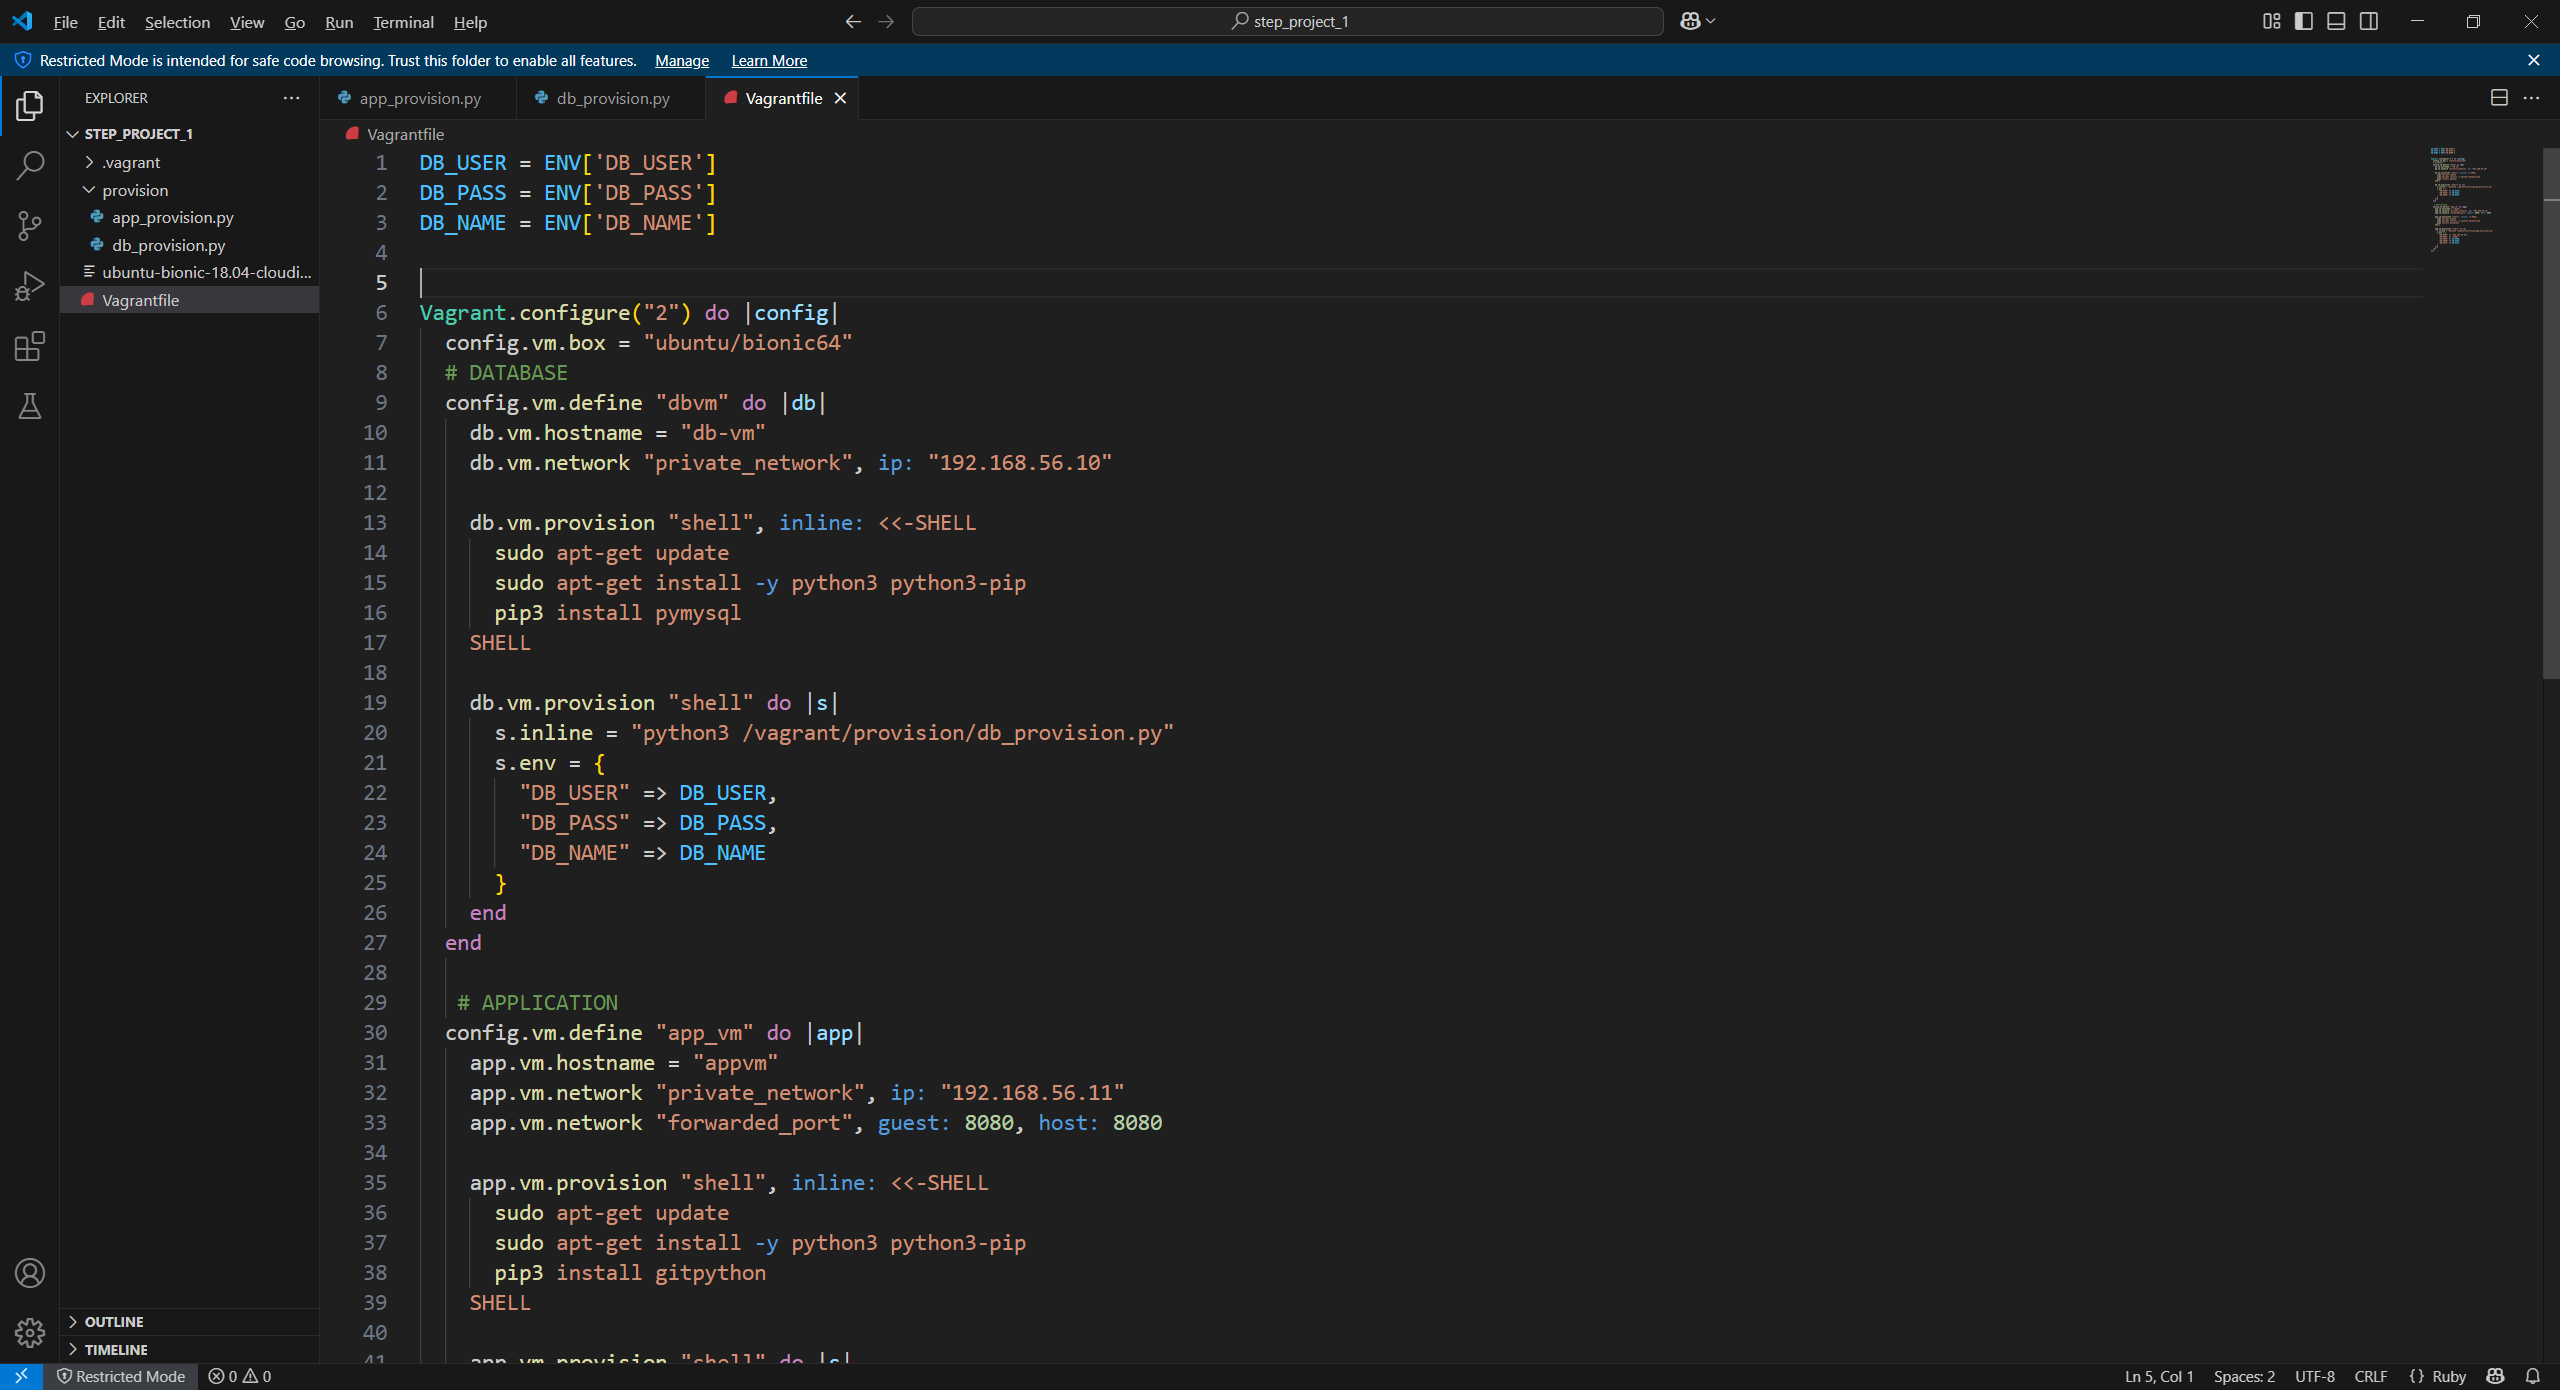 File Edit Selection View Go Run Terminal Help
step_project_1
Restricted Mode is intended for safe code browsing. Trust this folder to enable all features. Manage Learn More
EXPLORER
STEP_PROJECT_1
.vagrant
provision
app_provision.py
db_provision.py
ubuntu-bionic-18.04-cloudi...
Vagrantfile
OUTLINE
TIMELINE
app_provision.py db_provision.py Vagrantfile
Vagrantfile
1 DB_USER = ENV['DB_USER']
2 DB_PASS = ENV['DB_PASS']
3 DB_NAME = ENV['DB_NAME']
4
5
6 Vagrant.configure("2") do |config|
7 config.vm.box = "ubuntu/bionic64"
8 # DATABASE
9 config.vm.define "dbvm" do |db|
10 db.vm.hostname = "db-vm"
11 db.vm.network "private_network", ip: "192.168.56.10"
12
13 db.vm.provision "shell", inline: <<-SHELL
14 sudo apt-get update
15 sudo apt-get install -y python3 python3-pip
16 pip3 install pymysql
17 SHELL
18
19 db.vm.provision "shell" do |s|
20 s.inline = "python3 /vagrant/provision/db_provision.py"
21 s.env = {
22 "DB_USER" => DB_USER,
23 "DB_PASS" => DB_PASS,
24 "DB_NAME" => DB_NAME
25 }
26 end
27 end
28
29 # APPLICATION
30 config.vm.define "app_vm" do |app|
31 app.vm.hostname = "appvm"
32 app.vm.network "private_network", ip: "192.168.56.11"
33 app.vm.network "forwarded_port", guest: 8080, host: 8080
34
35 app.vm.provision "shell", inline: <<-SHELL
36 sudo apt-get update
37 sudo apt-get install -y python3 python3-pip
38 pip3 install gitpython
39 SHELL
40
41 app.vm.provision "shell" do |s|
Restricted Mode 0 0 Ln 5, Col 1 Spaces: 2 UTF-8 CRLF {} Ruby